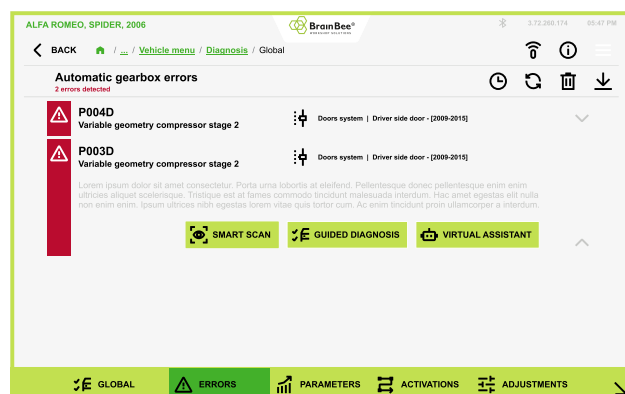 ALFA ROMEO, SPIDER, 2006
BrainBee®
WORKSHOP SOLUTIONS
3.72.260.174
05:47 PM
BACK / ... / Vehicle menu / Diagnosis / Global
Automatic gearbox errors
2 errors detected
P004D
Variable geometry compressor stage 2
Doors system | Driver side door - [2009-2015]
P003D
Variable geometry compressor stage 2
Doors system | Driver side door - [2009-2015]
Lorem ipsum dolor sit amet consectetur. Porta urna lobortis at eleifend. Pellentesque donec pellentesque enim enim
ultricies aliquet scelerisque. Tristique est at fames commodo tincidunt malesuada interdum. Hac amet egestas elit nulla
non enim enim. Ipsum ultrices nibh egestas lorem vitae quis tortor cum. Ac enim tincidunt proin ullamcorper a interdum.
SMART SCAN
GUIDED DIAGNOSIS
VIRTUAL ASSISTANT
GLOBAL
ERRORS
PARAMETERS
ACTIVATIONS
ADJUSTMENTS